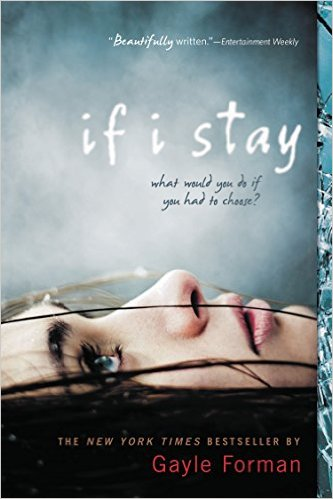 "Beautifully written."—Entertainment Weekly
if i stay
what would you do if
you had to choose?
THE NEW YORK TIMES BESTSELLER BY
Gayle Forman